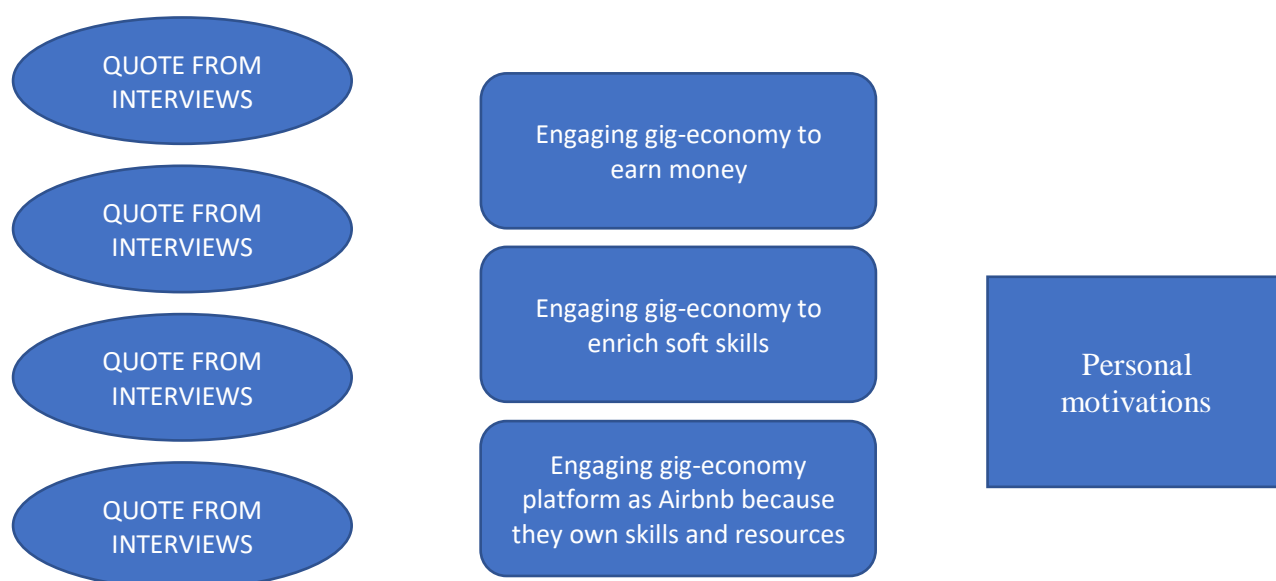 QUOTE FROM
INTERVIEWS
QUOTE FROM
INTERVIEWS
QUOTE FROM
INTERVIEWS
QUOTE FROM
INTERVIEWS
Engaging gig-economy to
earn money
Engaging gig-economy to
enrich soft skills
Engaging gig-economy
platform as Airbnb because
they own skills and resources
Personal
motivations